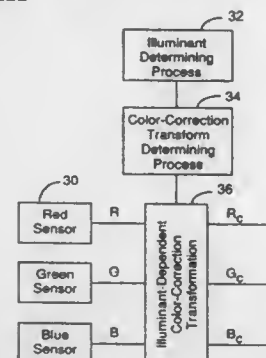 32
Illuminant
Determining
Process
34
Color-Correction
Transform
Determining
Process
30
36
Red
Sensor
R
Illuminant-Dependent
Color-Correction
Transformation
Rc
Green
Sensor
G
Gc
Blue
Sensor
B
Bc